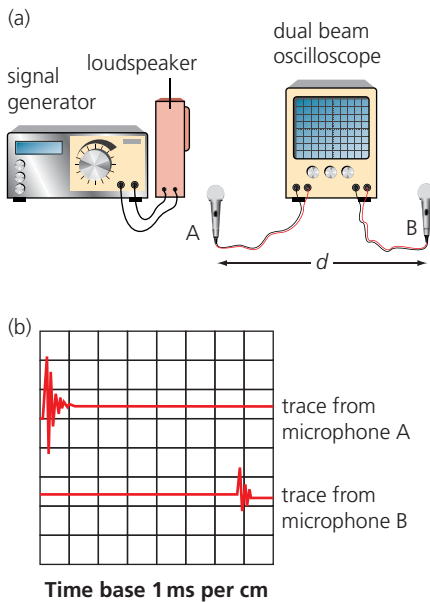 (a)
dual beam
oscilloscope
loudspeaker
signal
generator
A
B
d
(b)
trace from
microphone A
trace from
microphone B
Time base 1 ms per cm